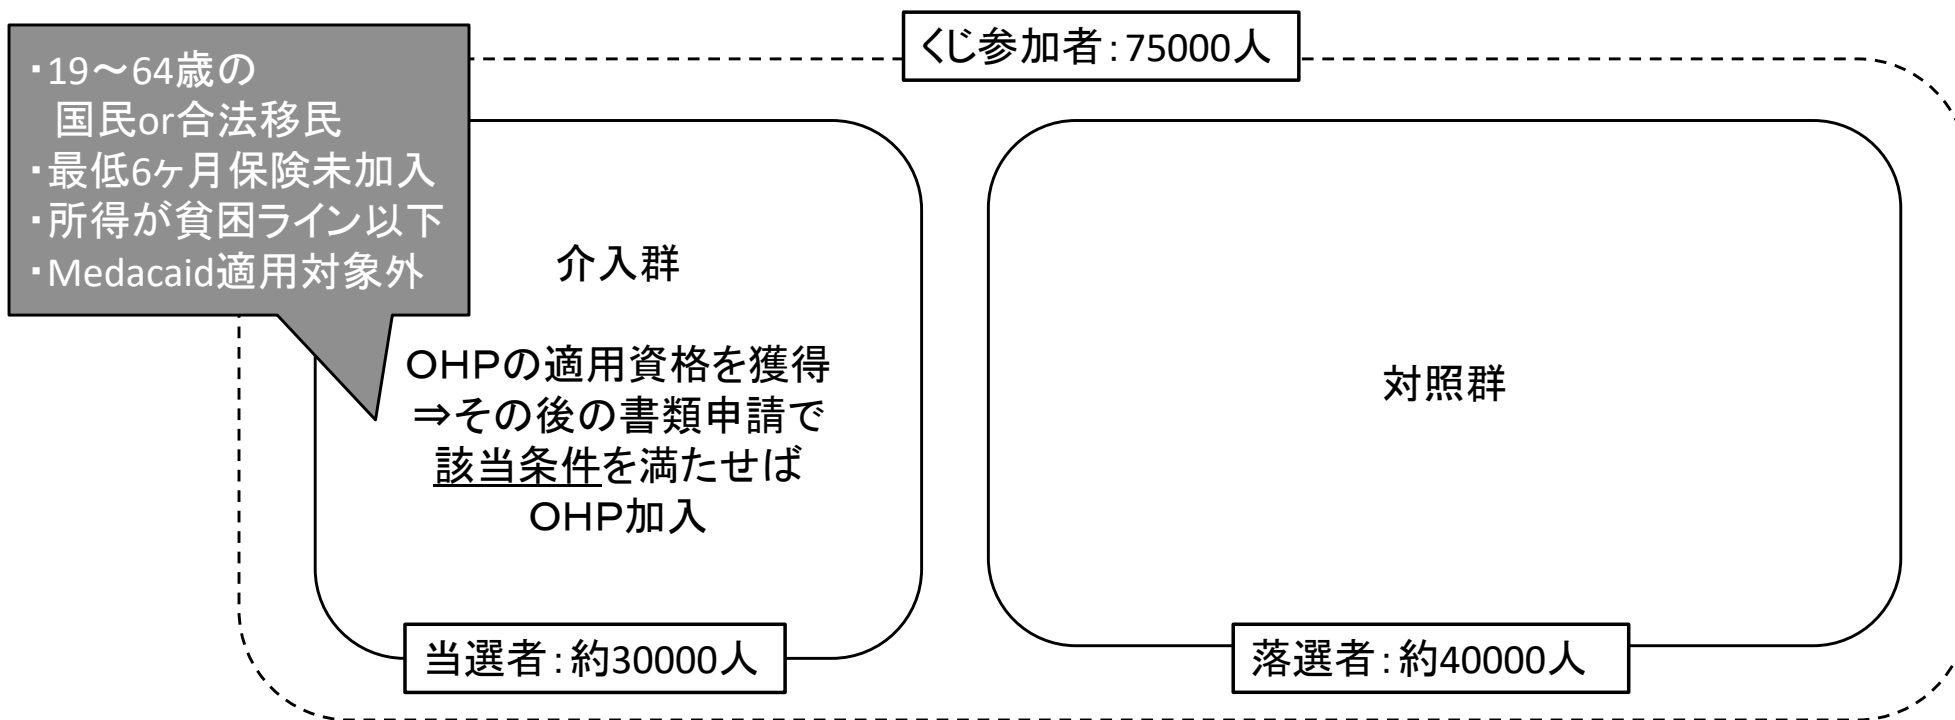 くじ参加者：75000人
・19～64歳の
国民or合法移民
・最低6ヶ月保険未加入
・所得が貧困ライン以下
・Medacaid適用対象外
介入群
OHPの適用資格を獲得
⇒その後の書類申請で
該当条件を満たせば
OHP加入
当選者：約30000人
対照群
落選者：約40000人